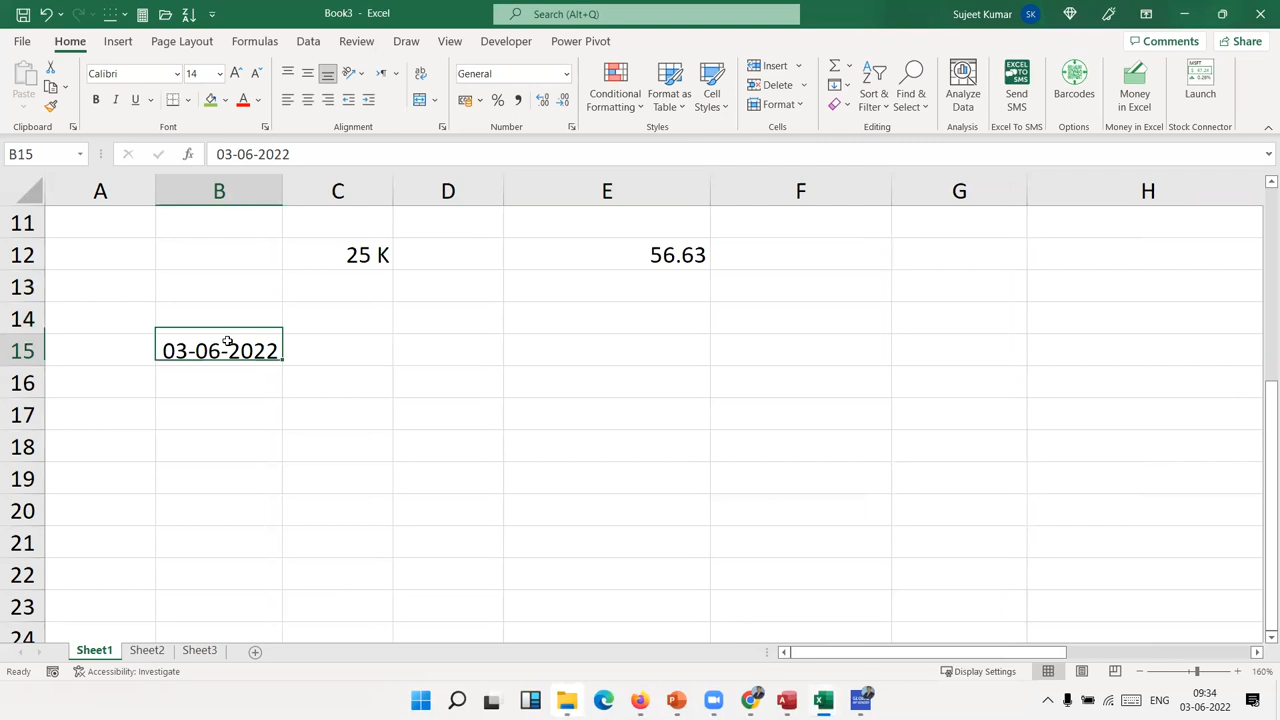 Book3 - Excel
Search (Alt+Q)
Sujeet Kumar
SK
File
Home
Insert
Page Layout
Formulas
Data
Review
View
Developer
Power Pivot
Comments
Share
Paste
Clipboard
Calibri
14
B I U
Font
Alignment
General
Number
Conditional Formatting
Format as Table
Cell Styles
Styles
Insert
Delete
Format
Cells
Sort & Filter
Find & Select
Editing
Analyze Data
Analysis
Send SMS
Excel To SMS
Barcodes
Options
Money in Excel
Money in Excel
Launch
Stock Connector
B15
fx
03-06-2022
A B C D E F G H
11
12 25 K 56.63
13
14
15 03-06-2022
16
17
18
19
20
21
22
23
24
Sheet1
Sheet2
Sheet3
Ready
Accessibility: Investigate
Display Settings
160%
ENG
09:34
03-06-2022